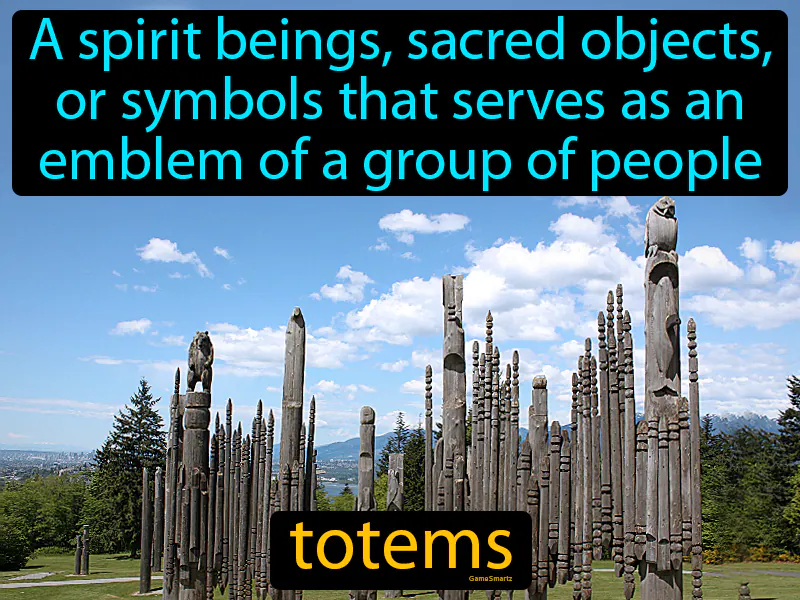 A spirit beings, sacred objects,
or symbols that serves as an
emblem of a group of people
totems
GameSmartz